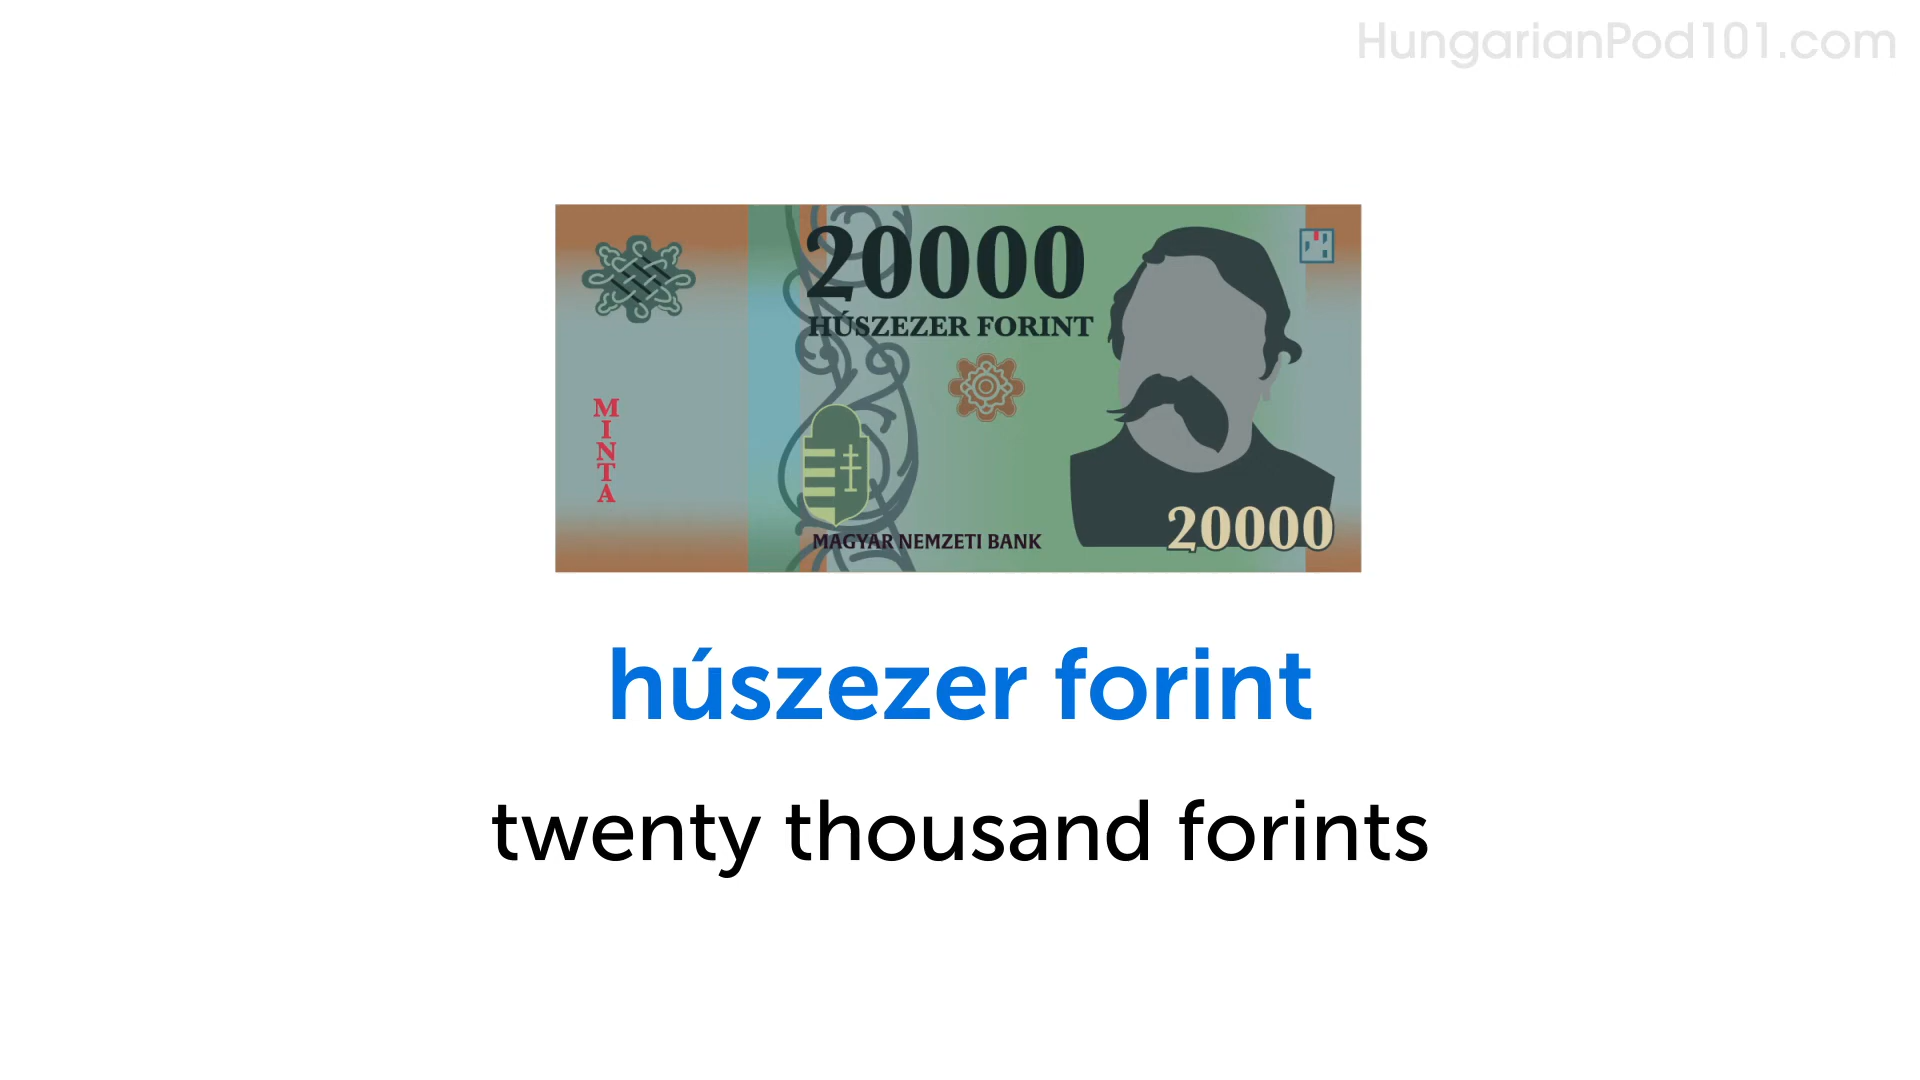 HungarianPod101.com
20000
HÚSZEZER FORINT
MINTA
MAGYAR NEMZETI BANK
20000
húszezer forint
twenty thousand forints